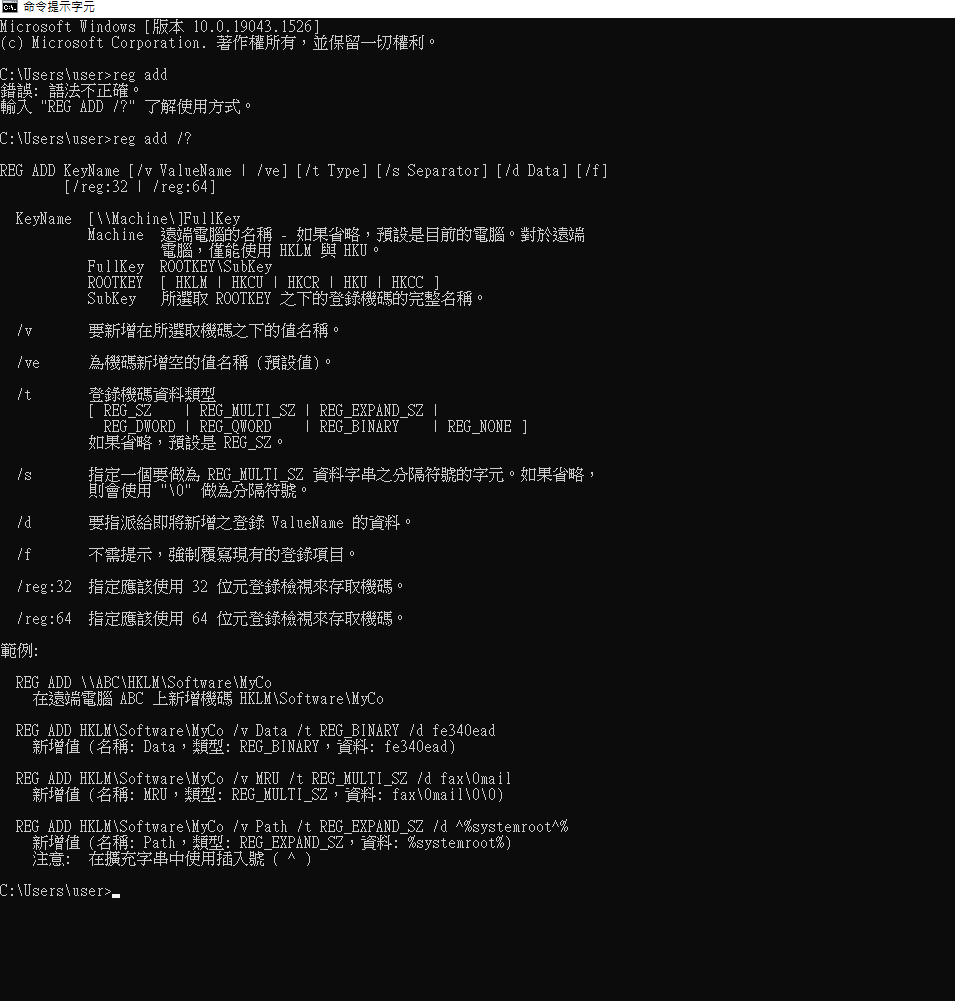 命令提示字元
Microsoft Windows [版本 10.0.19043.1526]
(c) Microsoft Corporation. 著作權所有，並保留一切權利。
C:\Users\user>reg add
錯誤: 語法不正確。
輸入 "REG ADD /?" 了解使用方式。
C:\Users\user>reg add /?
REG ADD KeyName [/v ValueName | /ve] [/t Type] [/s Separator] [/d Data] [/f]
        [/reg:32 | /reg:64]
  KeyName  [\\Machine\]FullKey
           Machine  遠端電腦的名稱 - 如果省略，預設是目前的電腦。對於遠端
                    電腦，僅能使用 HKLM 與 HKU。
           FullKey  ROOTKEY\SubKey
           ROOTKEY  [ HKLM | HKCU | HKCR | HKU | HKCC ]
           SubKey   所選取 ROOTKEY 之下的登錄機碼的完整名稱。
  /v       要新增在所選取機碼之下的值名稱。
  /ve      為機碼新增空的值名稱 (預設值)。
  /t       登錄機碼資料類型
           [ REG_SZ    | REG_MULTI_SZ | REG_EXPAND_SZ |
             REG_DWORD | REG_QWORD    | REG_BINARY    | REG_NONE ]
           如果省略，預設是 REG_SZ。
  /s       指定一個要做為 REG_MULTI_SZ 資料字串之分隔符號的字元。如果省略，
           則會使用 "\0" 做為分隔符號。
  /d       要指派給即將新增之登錄 ValueName 的資料。
  /f       不需提示，強制覆寫現有的登錄項目。
  /reg:32  指定應該使用 32 位元登錄檢視來存取機碼。
  /reg:64  指定應該使用 64 位元登錄檢視來存取機碼。
範例:
  REG ADD \\ABC\HKLM\Software\MyCo
    在遠端電腦 ABC 上新增機碼 HKLM\Software\MyCo
  REG ADD HKLM\Software\MyCo /v Data /t REG_BINARY /d fe340ead
    新增值 (名稱: Data，類型: REG_BINARY，資料: fe340ead)
  REG ADD HKLM\Software\MyCo /v MRU /t REG_MULTI_SZ /d fax\0mail
    新增值 (名稱: MRU，類型: REG_MULTI_SZ，資料: fax\0mail\0\0)
  REG ADD HKLM\Software\MyCo /v Path /t REG_EXPAND_SZ /d ^%systemroot^%
    新增值 (名稱: Path，類型: REG_EXPAND_SZ，資料: %systemroot%)
    注意:  在擴充字串中使用插入號 ( ^ )
C:\Users\user>